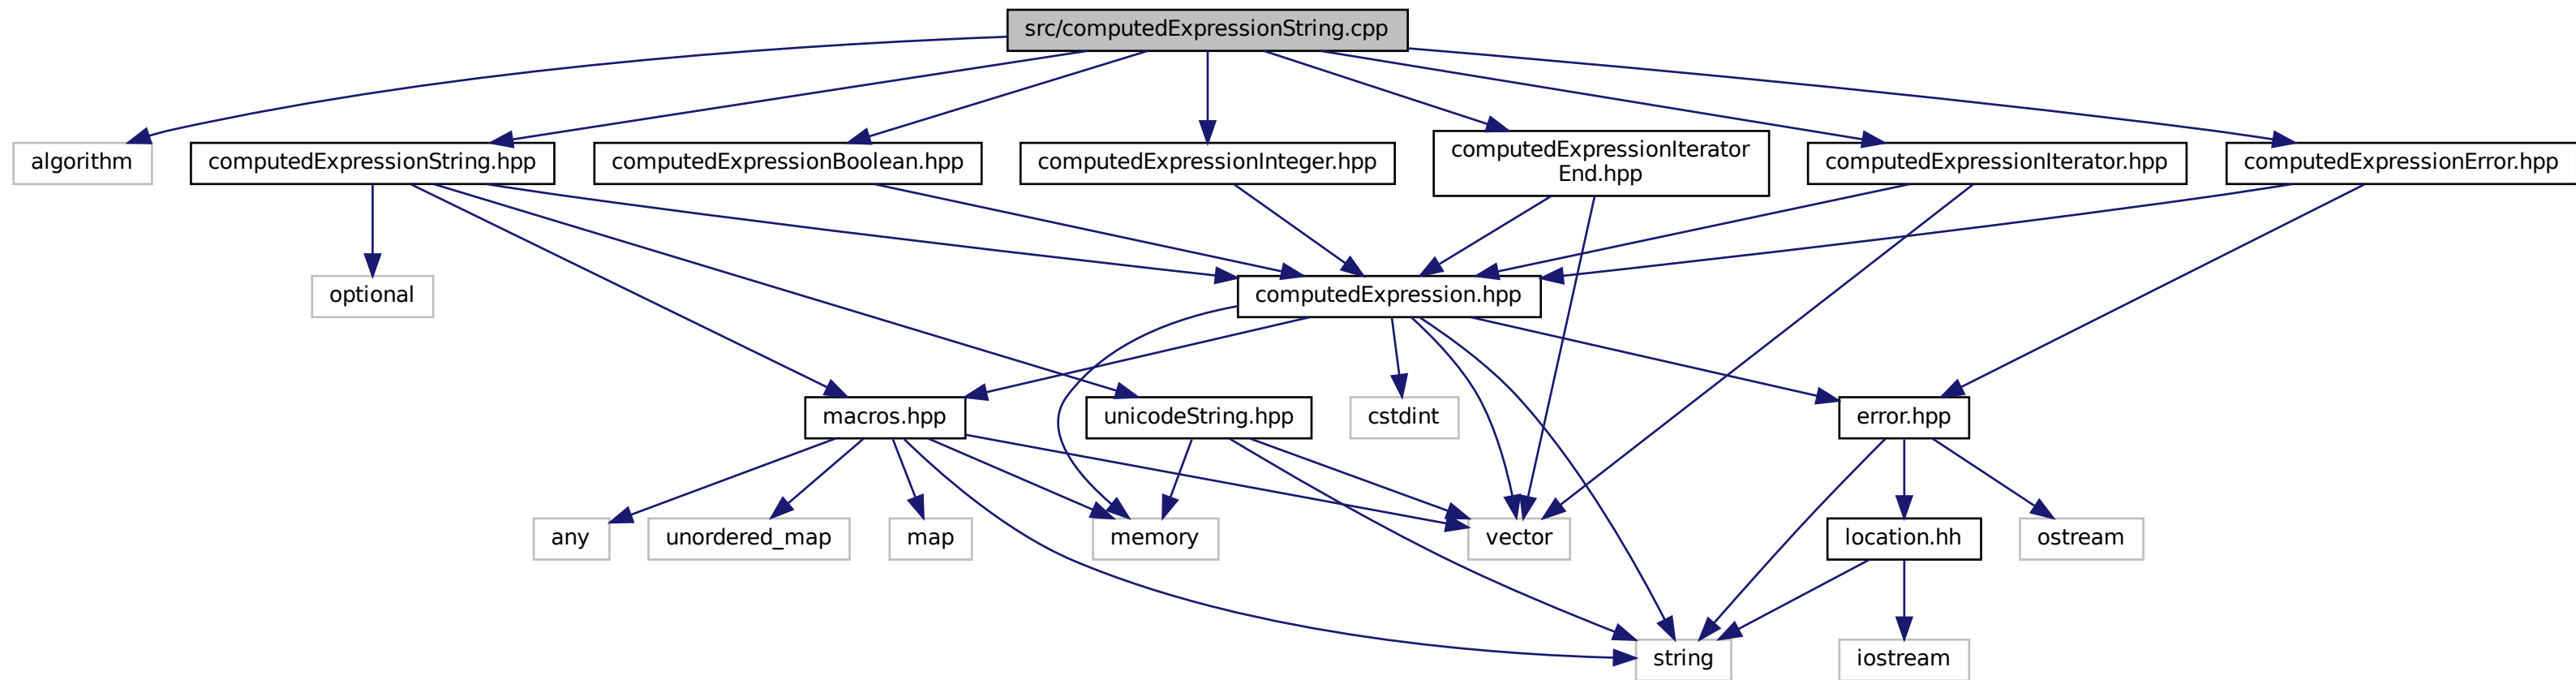 src/computedExpressionString.cpp
algorithm
computedExpressionString.hpp
computedExpressionBoolean.hpp
computedExpressionInteger.hpp
computedExpressionIterator
End.hpp
computedExpressionIterator.hpp
computedExpressionError.hpp
optional
computedExpression.hpp
macros.hpp
unicodeString.hpp
cstdint
error.hpp
any
unordered_map
map
memory
vector
location.hh
ostream
string
iostream